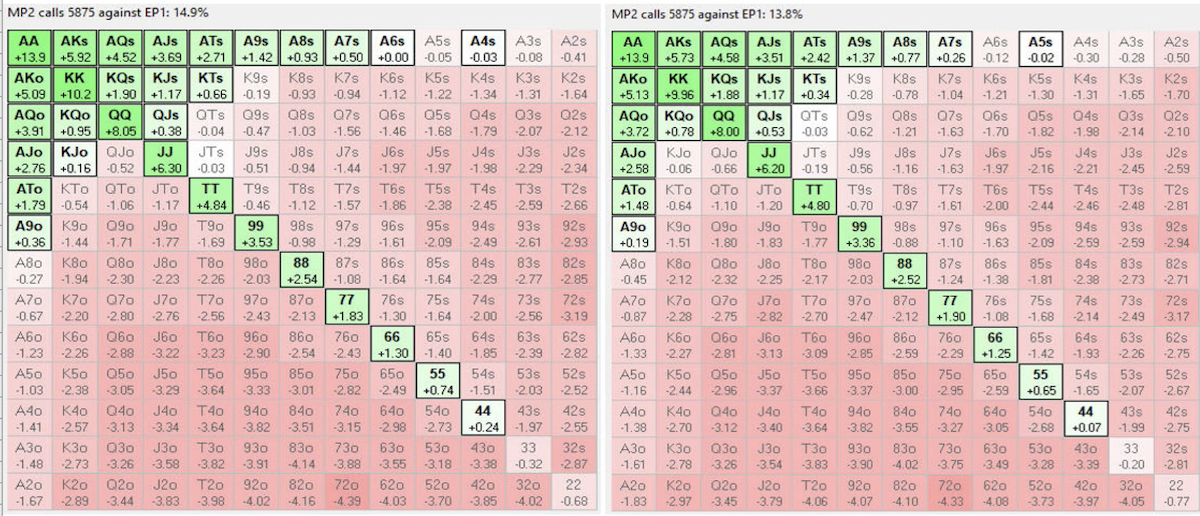 MP2 calls 5875 against EP1: 14.9%
AA AKs AQs AJs ATs A9s A8s A7s A6s A5s A4s A3s A2s
+13.9 +5.92 +4.52 +3.69 +2.71 +1.42 +0.93 +0.50 +0.00 -0.05 -0.03 -0.08 -0.41
AKo KK KQs KJs KTs K9s K8s K7s K6s K5s K4s K3s K2s
+5.09 +10.2 +1.90 +1.17 +0.66 -0.19 -0.93 -0.94 -1.12 -1.22 -1.34 -1.31 -1.64
AQo KQo QQ QJs QTs Q9s Q8s Q7s Q6s Q5s Q4s Q3s Q2s
+3.91 +0.95 +8.05 +0.38 -0.04 -0.47 -1.03 -1.56 -1.46 -1.68 -1.79 -2.07 -2.12
AJo KJo QJo JJ JTs J9s J8s J7s J6s J5s J4s J3s J2s
+2.76 +0.16 -0.52 +6.30 -0.03 -0.51 -0.94 -1.44 -1.97 -1.97 -1.98 -2.29 -2.34
ATo KTo QTo JTo TT T9s T8s T7s T6s T5s T4s T3s T2s
+1.79 -0.54 -1.06 -1.17 +4.84 -0.46 -1.12 -1.57 -1.86 -2.38 -2.45 -2.59 -2.66
A9o K9o Q9o J9o T9o 99 98s 97s 96s 95s 94s 93s 92s
+0.36 -1.44 -1.71 -1.77 -1.69 +3.53 -0.98 -1.29 -1.61 -2.09 -2.49 -2.61 -2.93
A8o K8o Q8o J8o T8o 98o 88 87s 86s 85s 84s 83s 82s
-0.27 -1.94 -2.30 -2.23 -2.26 -2.03 +2.54 -1.08 -1.64 -1.64 -2.29 -2.77 -2.85
A7o K7o Q7o J7o T7o 97o 87o 77 76s 75s 74s 73s 72s
-0.67 -2.20 -2.80 -2.76 -2.56 -2.43 -2.13 +1.83 -1.30 -1.64 -2.00 -2.56 -3.19
A6o K6o Q6o J6o T6o 96o 86o 76o 66 65s 64s 63s 62s
-1.23 -2.26 -2.88 -3.22 -3.23 -2.90 -2.54 -2.43 +1.30 -1.40 -1.85 -2.39 -2.82
A5o K5o Q5o J5o T5o 95o 85o 75o 65o 55 54s 53s 52s
-1.03 -2.38 -3.05 -3.29 -3.64 -3.33 -3.01 -2.82 -2.49 +0.74 -1.51 -2.03 -2.52
A4o K4o Q4o J4o T4o 94o 84o 74o 64o 54o 44 43s 42s
-1.41 -2.57 -3.13 -3.34 -3.64 -3.82 -3.51 -3.15 -2.98 -2.73 +0.24 -1.97 -2.55
A3o K3o Q3o J3o T3o 93o 83o 73o 63o 53o 43o 33 32s
-1.48 -2.73 -3.26 -3.58 -3.82 -3.91 -4.14 -3.88 -3.55 -3.18 -3.38 -0.32 -2.87
A2o K2o Q2o J2o T2o 92o 82o 72o 62o 52o 42o 32o 22
-1.67 -2.89 -3.44 -3.83 -3.98 -4.02 -4.16 -4.39 -4.03 -3.70 -3.85 -4.02 -0.68
MP2 calls 5875 against EP1: 13.8%
AA AKs AQs AJs ATs A9s A8s A7s A6s A5s A4s A3s A2s
+13.9 +5.73 +4.58 +3.51 +2.42 +1.37 +0.77 +0.26 -0.12 -0.02 -0.30 -0.28 -0.50
AKo KK KQs KJs KTs K9s K8s K7s K6s K5s K4s K3s K2s
+5.13 +9.96 +1.88 +1.17 +0.34 -0.28 -0.78 -1.04 -1.21 -1.30 -1.31 -1.65 -1.70
AQo KQo QQ QJs QTs Q9s Q8s Q7s Q6s Q5s Q4s Q3s Q2s
+3.72 +0.78 +8.00 +0.53 -0.03 -0.62 -1.21 -1.63 -1.70 -1.82 -1.98 -2.14 -2.10
AJo KJo QJo JJ JTs J9s J8s J7s J6s J5s J4s J3s J2s
+2.58 -0.06 -0.66 +6.20 -0.19 -0.56 -1.16 -1.63 -1.97 -2.16 -2.21 -2.45 -2.59
ATo KTo QTo JTo TT T9s T8s T7s T6s T5s T4s T3s T2s
+1.48 -0.64 -1.10 -1.20 +4.80 -0.70 -0.97 -1.61 -2.00 -2.44 -2.46 -2.48 -2.81
A9o K9o Q9o J9o T9o 99 98s 97s 96s 95s 94s 93s 92s
+0.19 -1.51 -1.80 -1.83 -1.77 +3.36 -0.88 -1.10 -1.63 -2.09 -2.59 -2.59 -2.94
A8o K8o Q8o J8o T8o 98o 88 87s 86s 85s 84s 83s 82s
-0.45 -2.12 -2.32 -2.25 -2.17 -2.03 +2.52 -1.24 -1.38 -1.81 -2.38 -2.73 -2.71
A7o K7o Q7o J7o T7o 97o 87o 77 76s 75s 74s 73s 72s
-0.87 -2.28 -2.75 -2.82 -2.70 -2.47 -2.12 +1.90 -1.08 -1.68 -2.14 -2.49 -3.17
A6o K6o Q6o J6o T6o 96o 86o 76o 66 65s 64s 63s 62s
-1.33 -2.27 -2.81 -3.13 -3.09 -2.85 -2.59 -2.29 +1.25 -1.42 -1.93 -2.26 -2.75
A5o K5o Q5o J5o T5o 95o 85o 75o 65o 55 54s 53s 52s
-1.16 -2.44 -2.96 -3.37 -3.66 -3.37 -3.00 -2.95 -2.59 +0.65 -1.65 -2.07 -2.67
A4o K4o Q4o J4o T4o 94o 84o 74o 64o 54o 44 43s 42s
-1.38 -2.70 -3.12 -3.40 -3.64 -3.82 -3.55 -3.27 -3.05 -2.68 +0.07 -1.99 -2.75
A3o K3o Q3o J3o T3o 93o 83o 73o 63o 53o 43o 33 32s
-1.61 -2.78 -3.26 -3.54 -3.83 -3.90 -4.02 -3.75 -3.49 -3.28 -3.39 -0.20 -2.81
A2o K2o Q2o J2o T2o 92o 82o 72o 62o 52o 42o 32o 22
-1.83 -2.97 -3.45 -3.79 -4.06 -4.07 -4.10 -4.33 -4.08 -3.73 -3.97 -4.05 -0.77